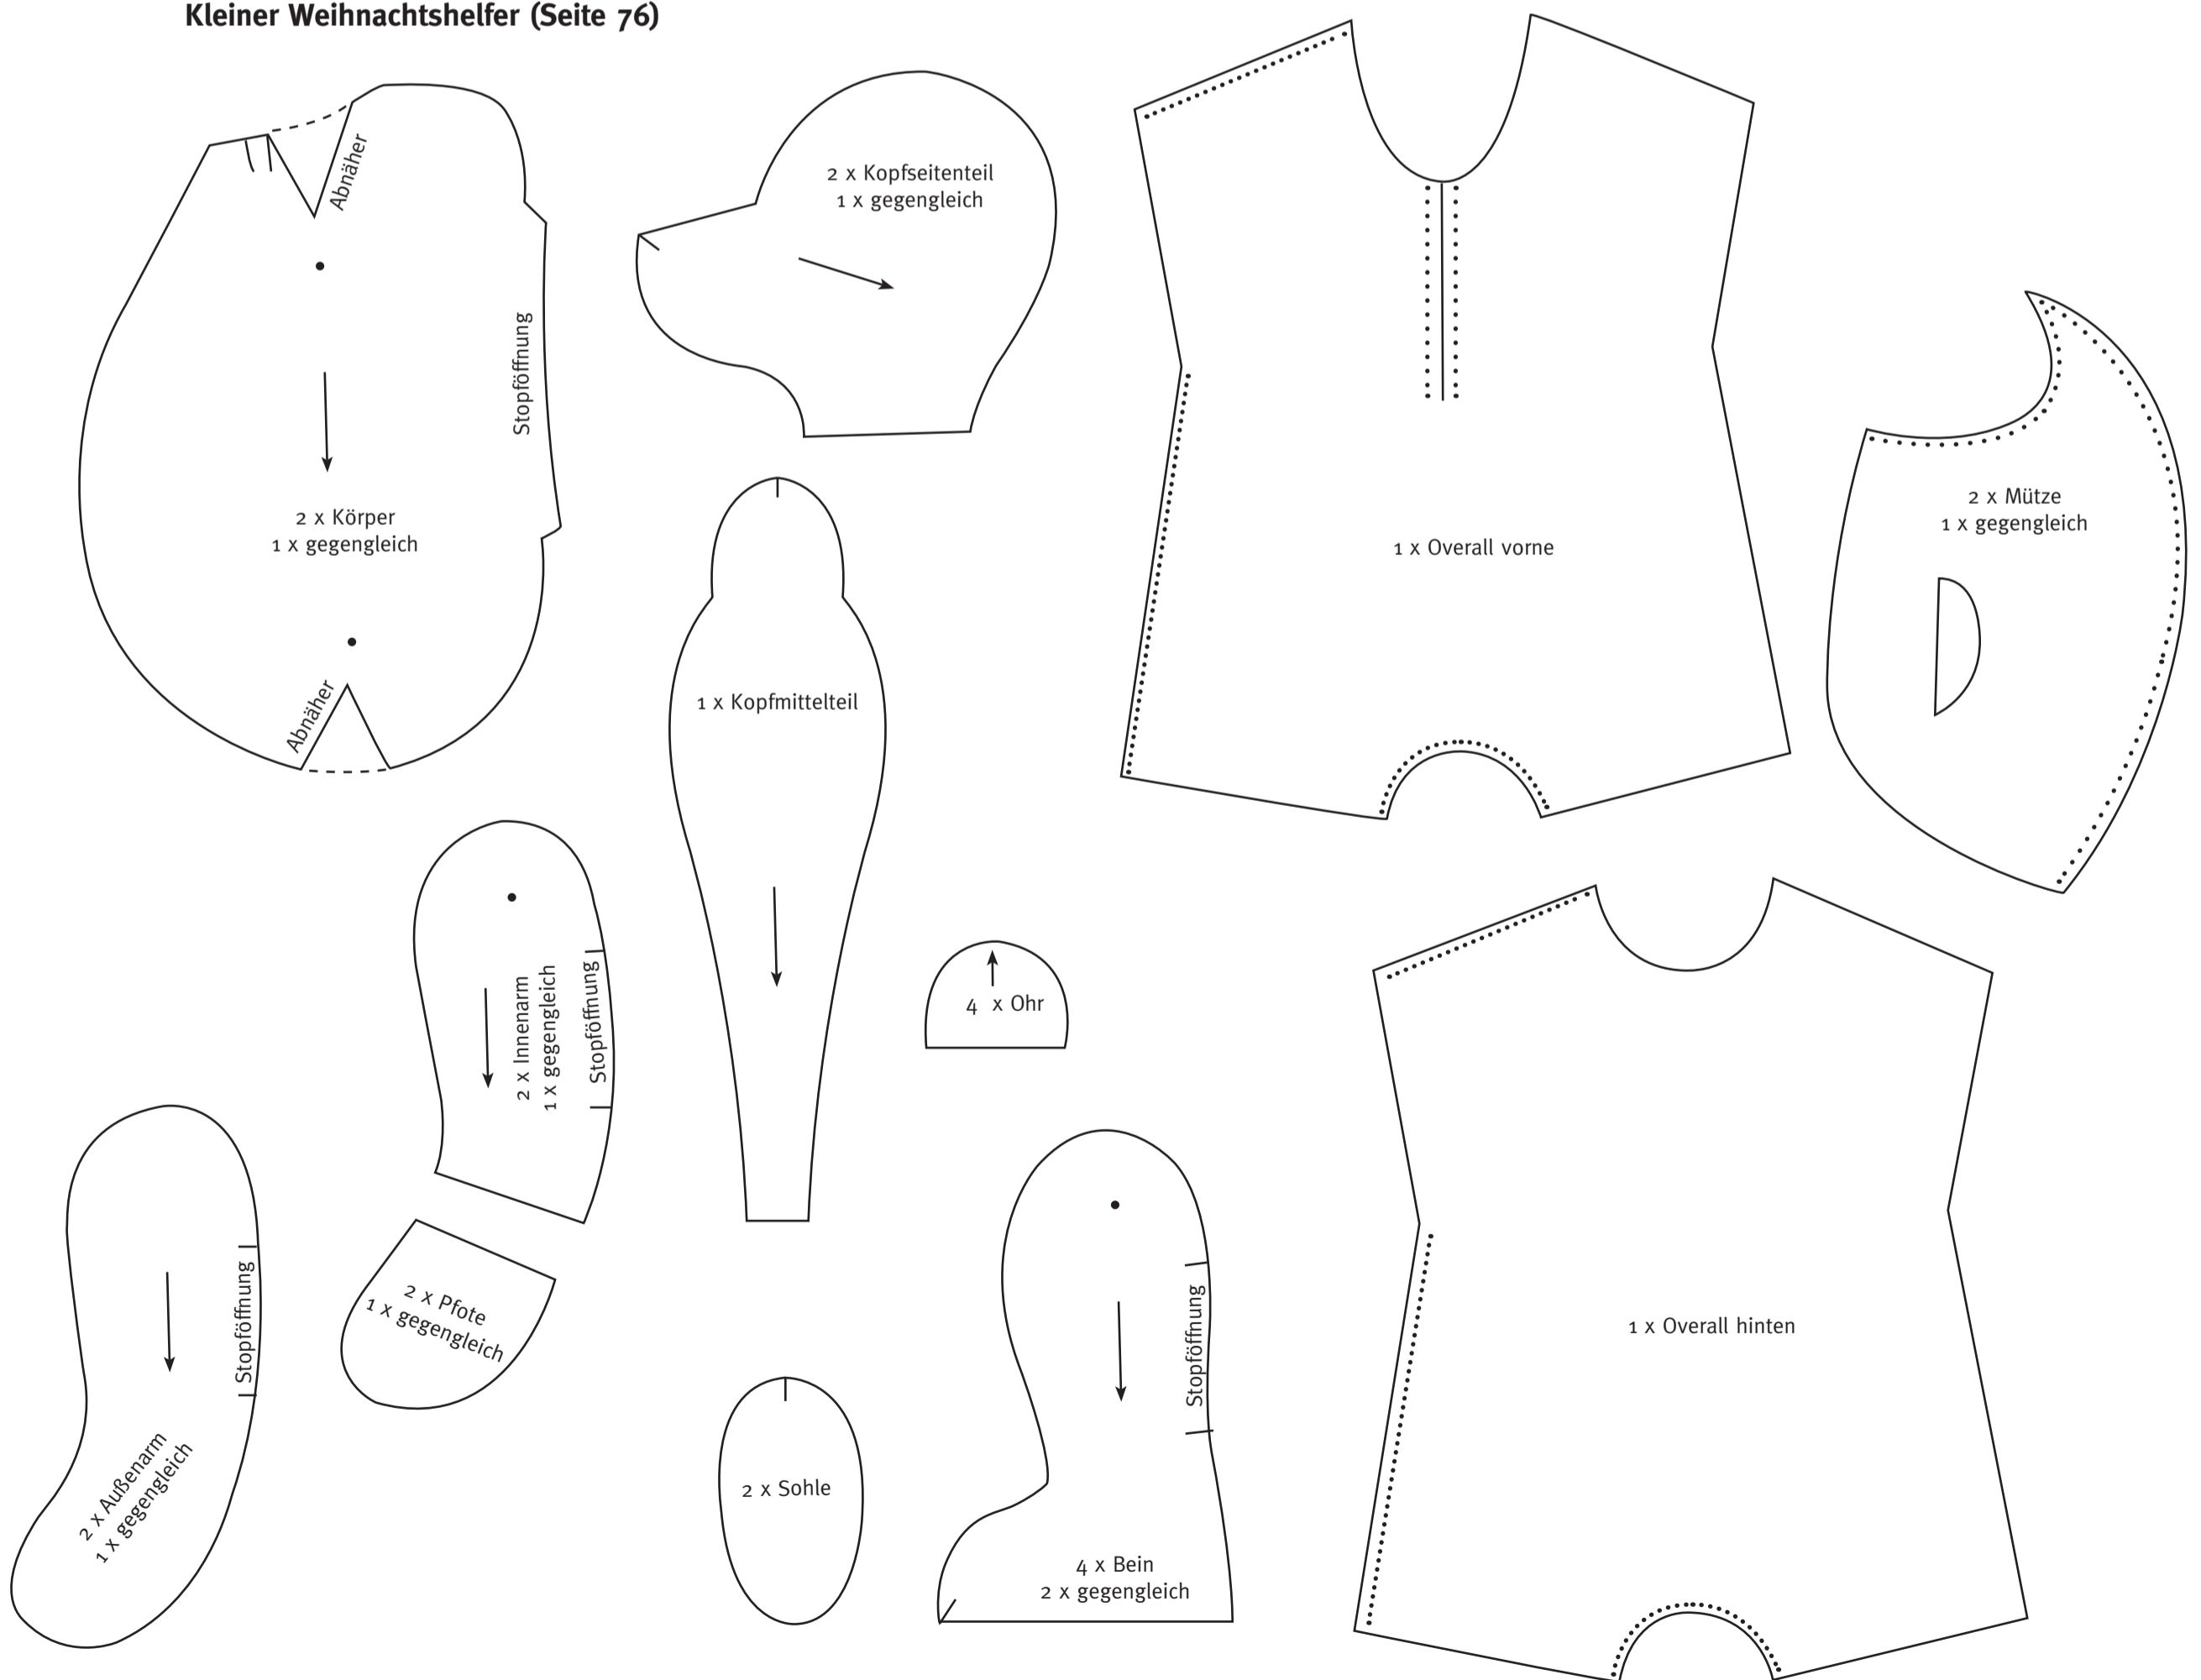 Kleiner Weihnachtshelfer (Seite 76)
Abnäher
Stopföffnung
2 x Körper
1 x gegengleich
Abnäher
2 x Kopfseitenteil
1 x gegengleich
1 x Kopfmittelteil
1 x Overall vorne
2 x Mütze
1 x gegengleich
2 x Innenarm
1 x gegengleich
Stopföffnung
4 x Ohr
2 x Pfote
1 x gegengleich
Stopföffnung
2 x Außenarm
1 x gegengleich
2 x Sohle
Stopföffnung
4 x Bein
2 x gegengleich
1 x Overall hinten